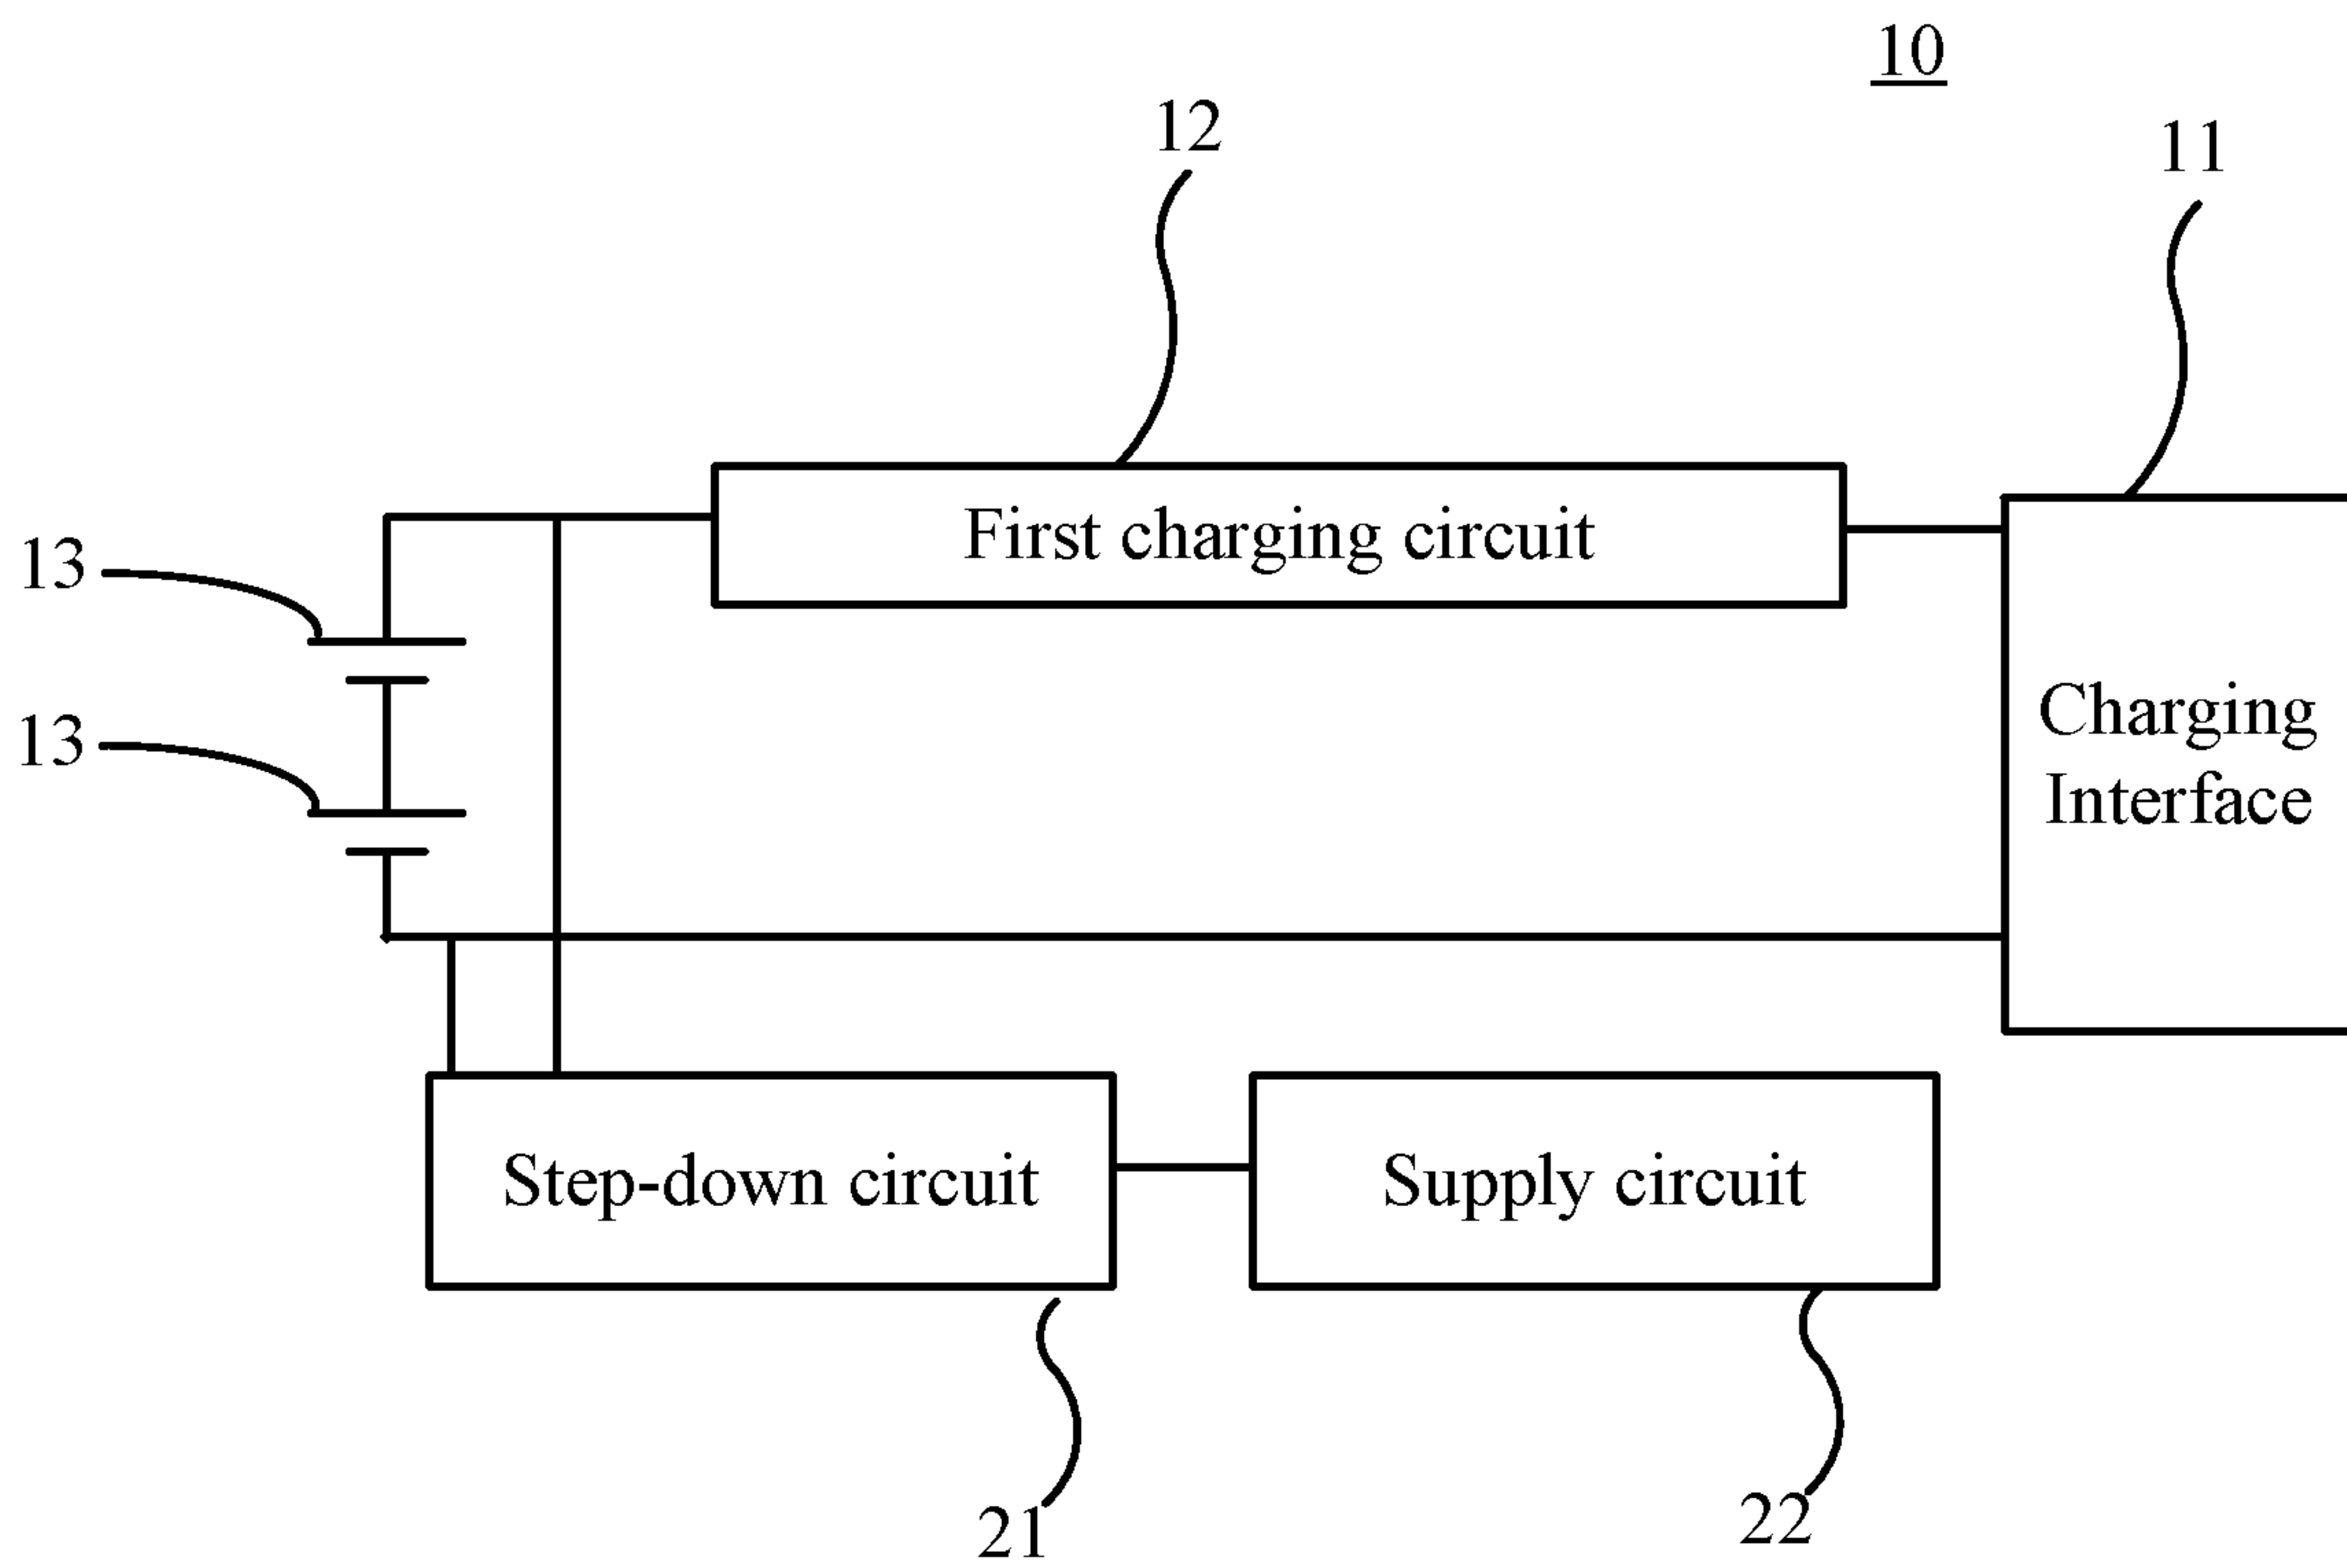 10
12
11
First charging circuit
13
13
Charging
Interface
Step-down circuit
Supply circuit
21
22